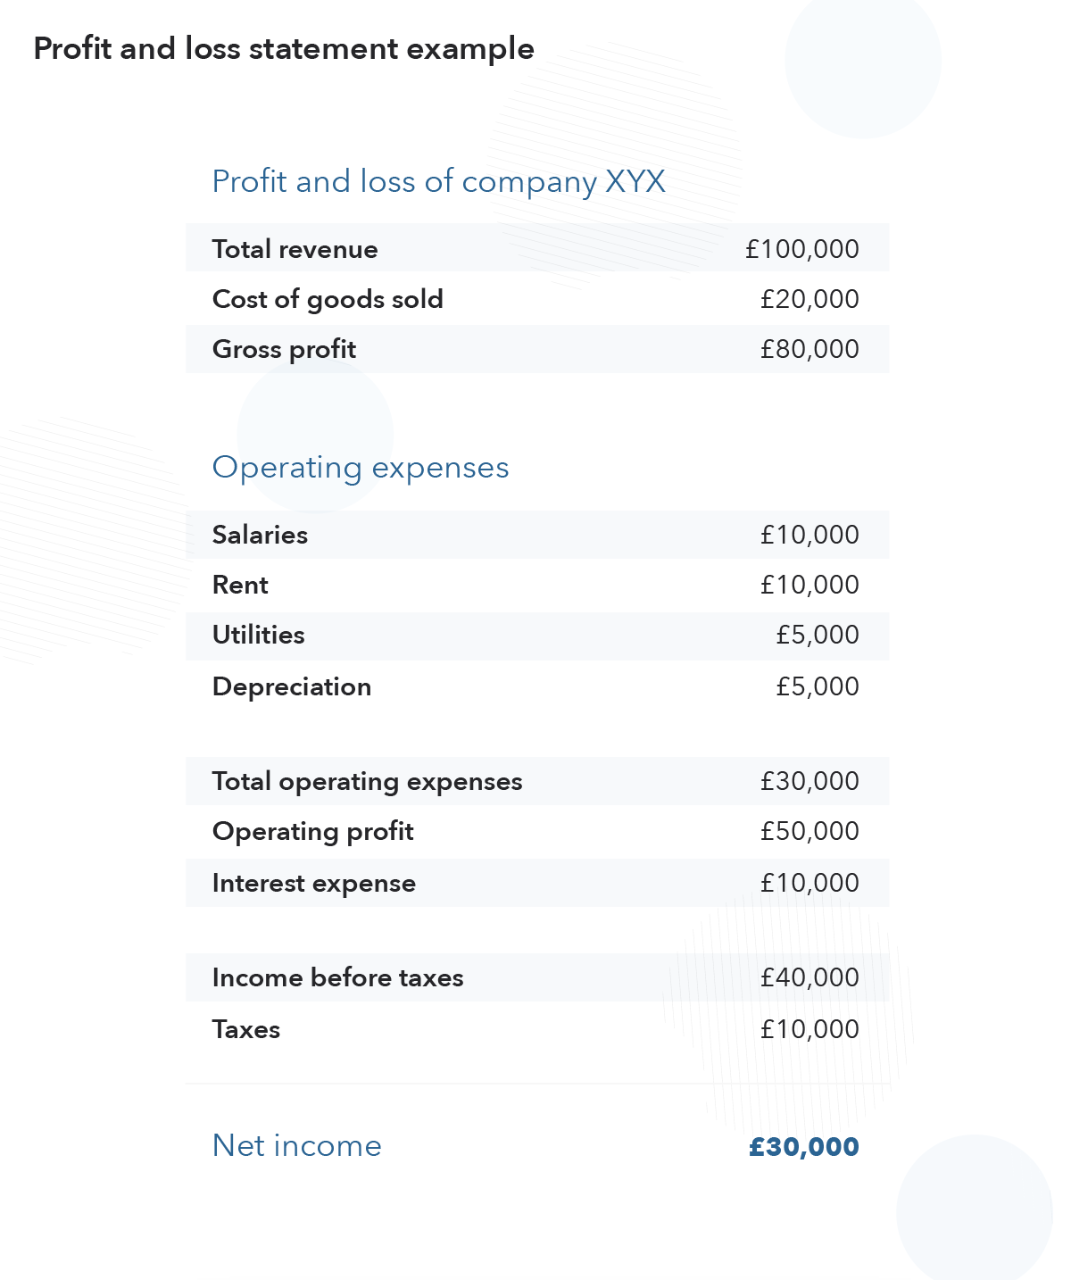 Profit and loss statement example
Profit and loss of company XYX
Total revenue £100,000
Cost of goods sold £20,000
Gross profit £80,000
Operating expenses
Salaries £10,000
Rent £10,000
Utilities £5,000
Depreciation £5,000
Total operating expenses £30,000
Operating profit £50,000
Interest expense £10,000
Income before taxes £40,000
Taxes £10,000
Net income £30,000